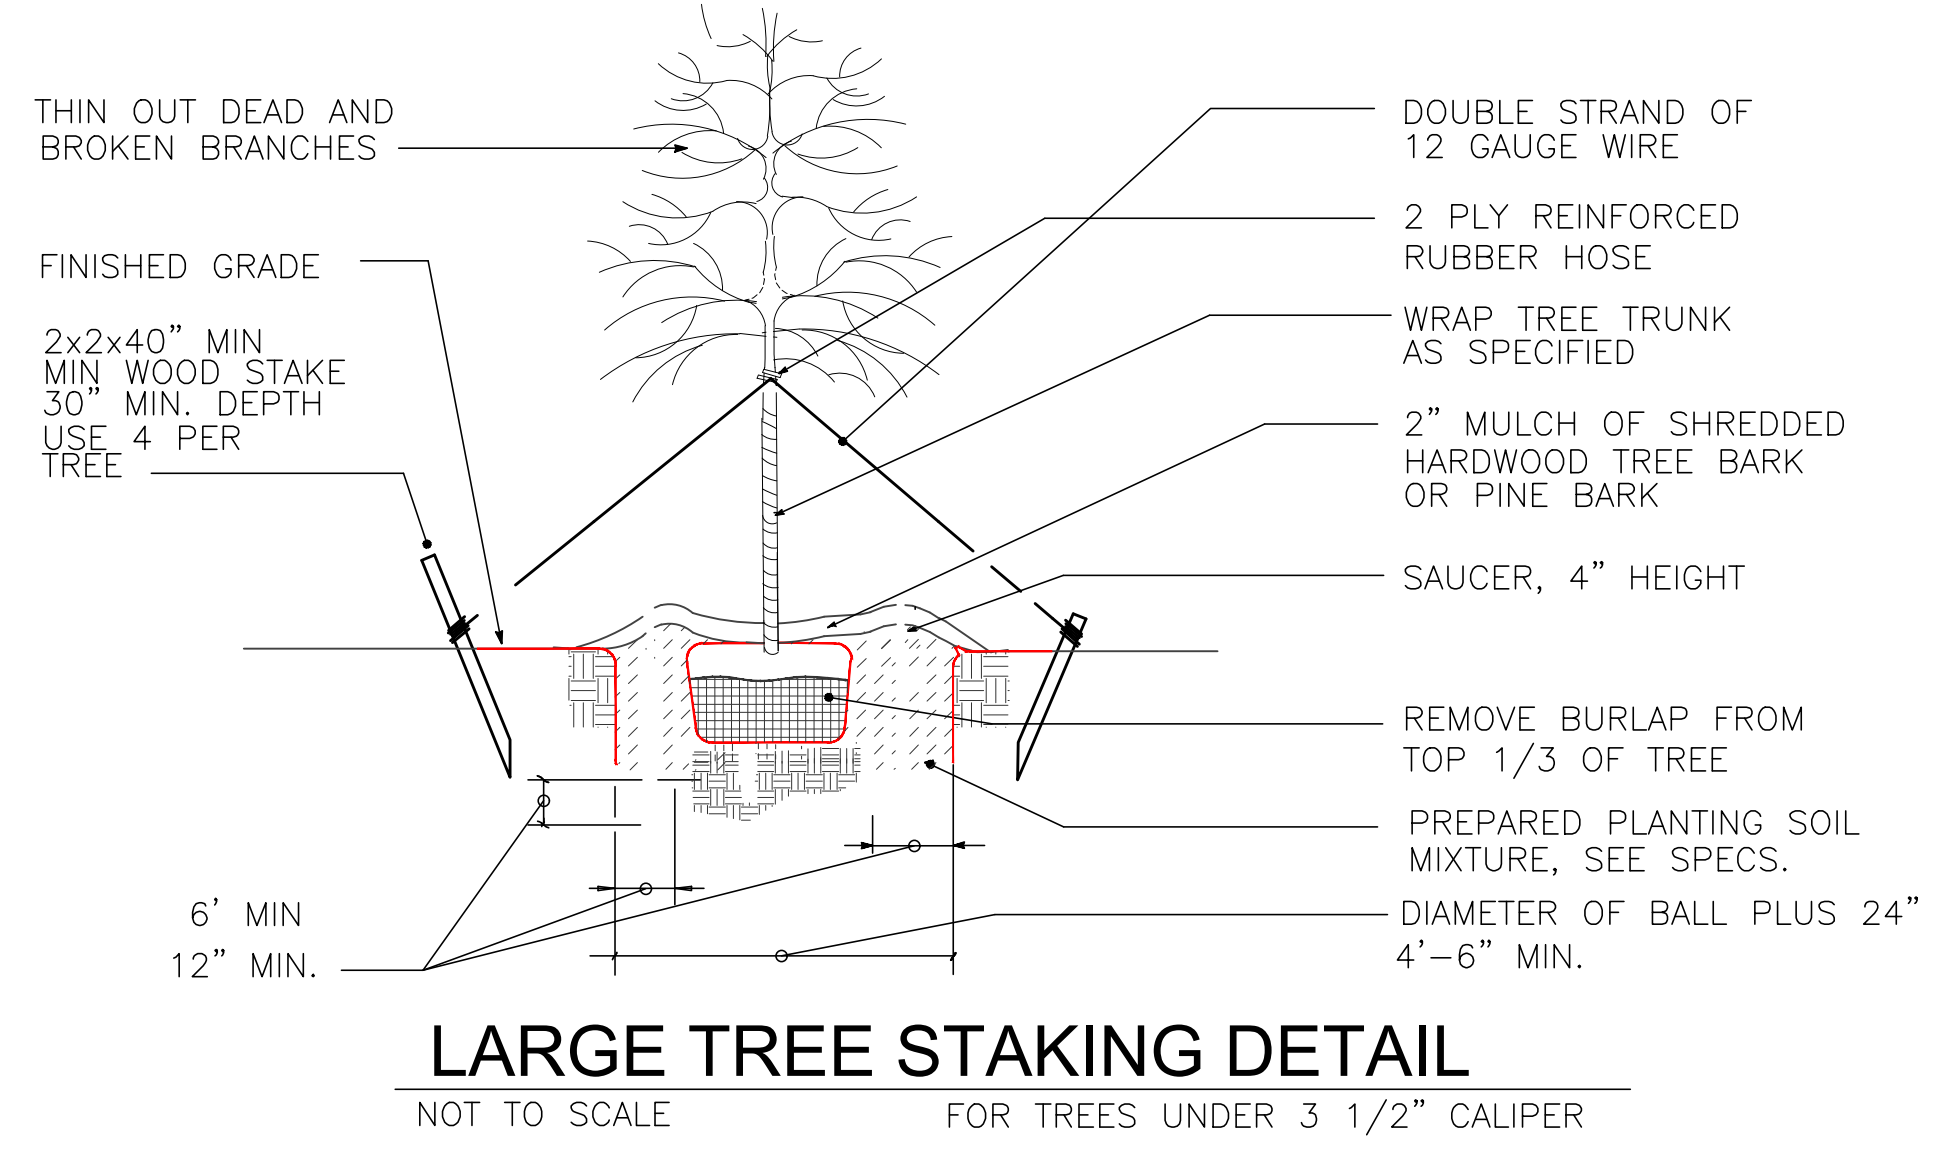 THIN OUT DEAD AND
BROKEN BRANCHES
FINISHED GRADE
2x2x40” MIN
MIN WOOD STAKE
30” MIN. DEPTH
USE 4 PER
TREE
6’ MIN
12” MIN.
DOUBLE STRAND OF
12 GAUGE WIRE
2 PLY REINFORCED
RUBBER HOSE
WRAP TREE TRUNK
AS SPECIFIED
2” MULCH OF SHREDDED
HARDWOOD TREE BARK
OR PINE BARK
SAUCER, 4” HEIGHT
REMOVE BURLAP FROM
TOP 1/3 OF TREE
PREPARED PLANTING SOIL
MIXTURE, SEE SPECS.
DIAMETER OF BALL PLUS 24”
4’–6” MIN.
LARGE TREE STAKING DETAIL
NOT TO SCALE
FOR TREES UNDER 3 1/2” CALIPER